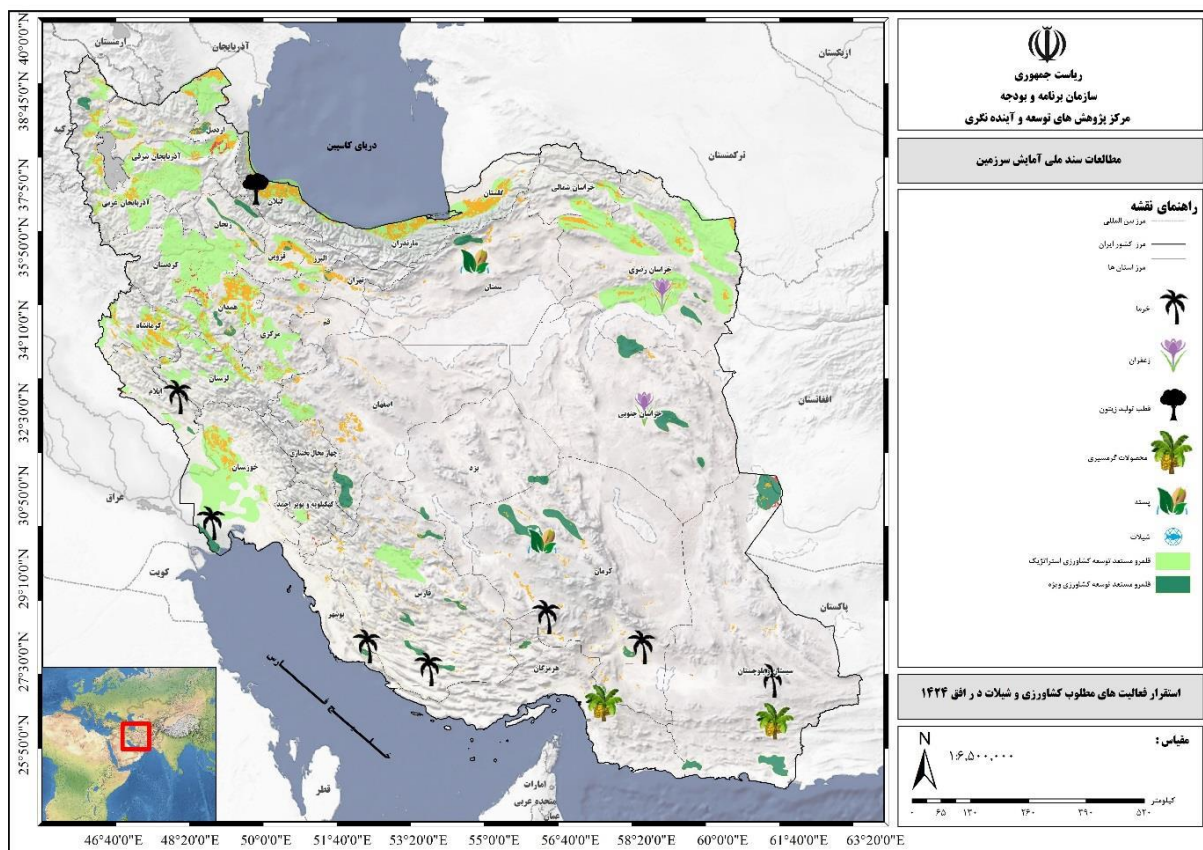 ریاست جمهوری
سازمان برنامه و بودجه
مرکز پژوهش های توسعه و آینده نگری
مطالعات سند ملی آمایش سرزمین
راهنمای نقشه
مرز بین المللی
مرز کشور ایران
مرز استان ها
خرما
زعفران
قطب تولید زیتون
محصولات گرمسیری
پسته
شیلات
قلمرو مستعد توسعه کشاورزی استراتژیک
قلمرو مستعد توسعه کشاورزی ویژه
استقرار فعالیت های مطلوب کشاورزی و شیلات در افق ۱۴۲۴
مقیاس :
N
۱:۶,۵۰۰,۰۰۰
کیلومتر
۰ ۶۵ ۱۳۰ ۲۶۰ ۳۹۰ ۵۲۰
ارمنستان
آذربایجان
ازبکستان
ترکیه
ترکمنستان
دریای کاسپین
اردبیل
آذربایجان شرقی
آذربایجان غربی
گیلان
زنجان
گلستان
خراسان شمالی
مازندران
قزوین
البرز
تهران
سمنان
خراسان رضوی
کردستان
همدان
قم
کرمانشاه
مرکزی
لرستان
ایلام
اصفهان
خراسان جنوبی
افغانستان
چهارمحال بختیاری
خوزستان
یزد
عراق
کهگیلویه و بویر احمد
کویت
کرمان
فارس
بوشهر
پاکستان
هرمزگان
سیستان و بلوچستان
فارس
قطر
امارات
متحده عربی
عمان
40°0'0"N
38°45'0"N
37°5'0"N
35°50'0"N
34°10'0"N
32°30'0"N
30°50'0"N
29°10'0"N
27°30'0"N
25°50'0"N
46°40'0"E 48°20'0"E 50°0'0"E 51°40'0"E 53°20'0"E 55°0'0"E 56°40'0"E 58°20'0"E 60°0'0"E 61°40'0"E 63°20'0"E